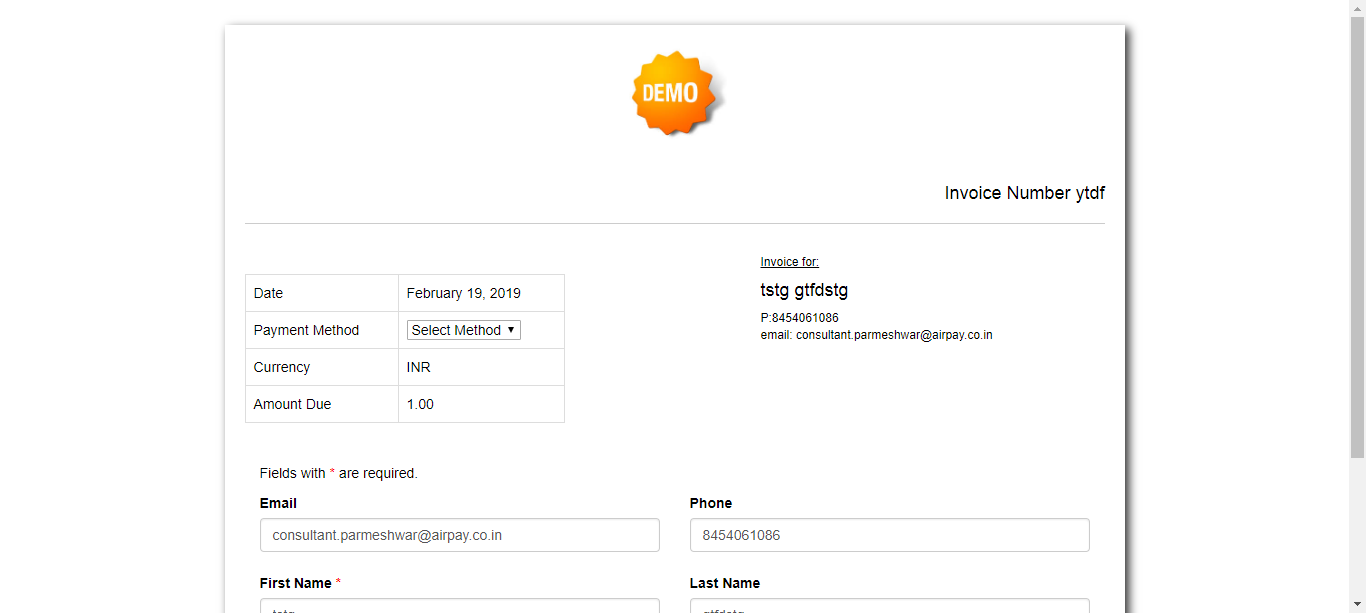 DEMO
Invoice Number ytdf
Invoice for:
tstg gtfdstg
P:8454061086
email: consultant.parmeshwar@airpay.co.in
Date February 19, 2019
Payment Method Select Method
Currency INR
Amount Due 1.00
Fields with * are required.
Email Phone
consultant.parmeshwar@airpay.co.in 8454061086
First Name * Last Name
tstg gtfdstg